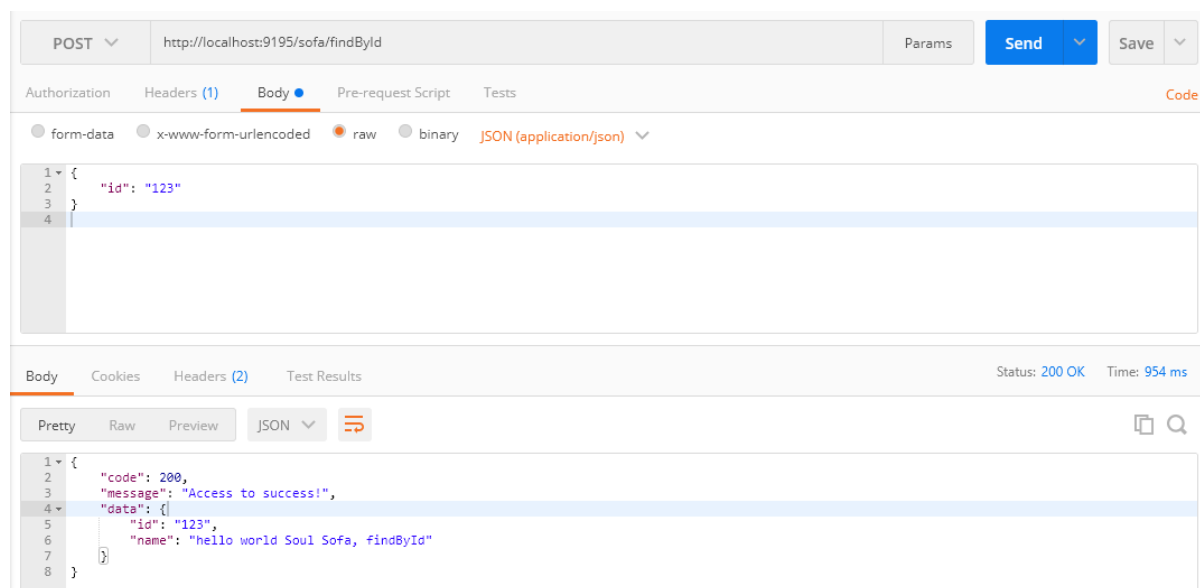 POST http://localhost:9195/sofa/findById Params Send Save
Authorization Headers (1) Body Pre-request Script Tests Code
form-data x-www-form-urlencoded raw binary JSON (application/json)
1 {
2 "id": "123"
3 }
4
Body Cookies Headers (2) Test Results Status: 200 OK Time: 954 ms
Pretty Raw Preview JSON
1 {
2 "code": 200,
3 "message": "Access to success!",
4 "data": {
5 "id": "123",
6 "name": "hello world Soul Sofa, findById"
7 }
8 }